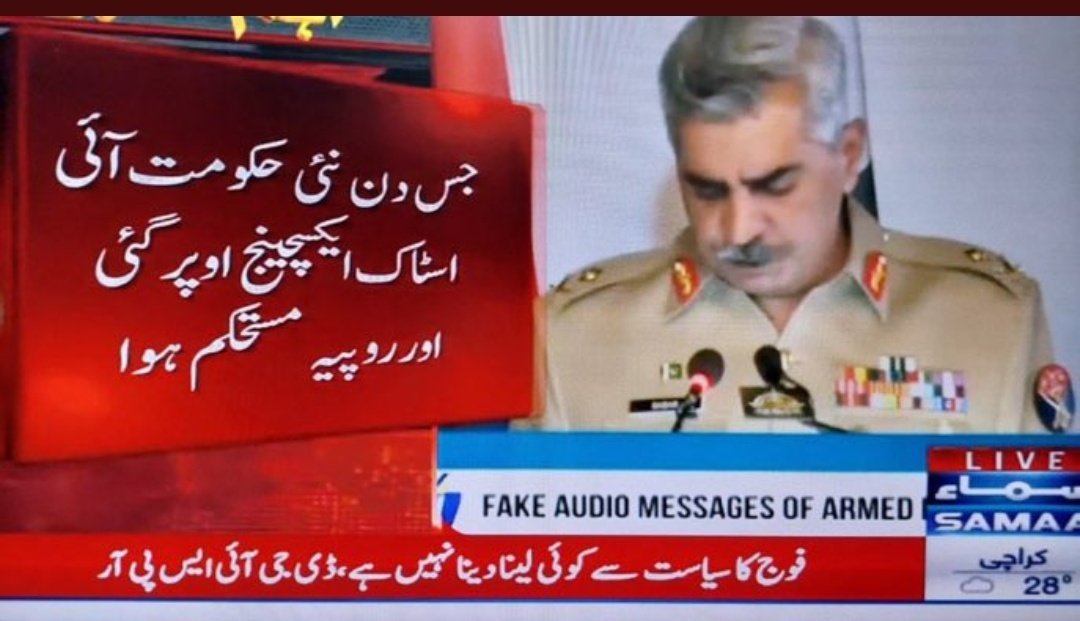 جس دن نئی حکومت آئی
اسٹاک ایکسچینج اوپر گئی
اور روپیہ مستحکم ہوا
FAKE AUDIO MESSAGES OF ARMED
LIVE
سماء
SAMAA
فوج کا سیاست سے کوئی لینا دینا نہیں ہے، ڈی جی آئی ایس پی آر
کراچی
28°